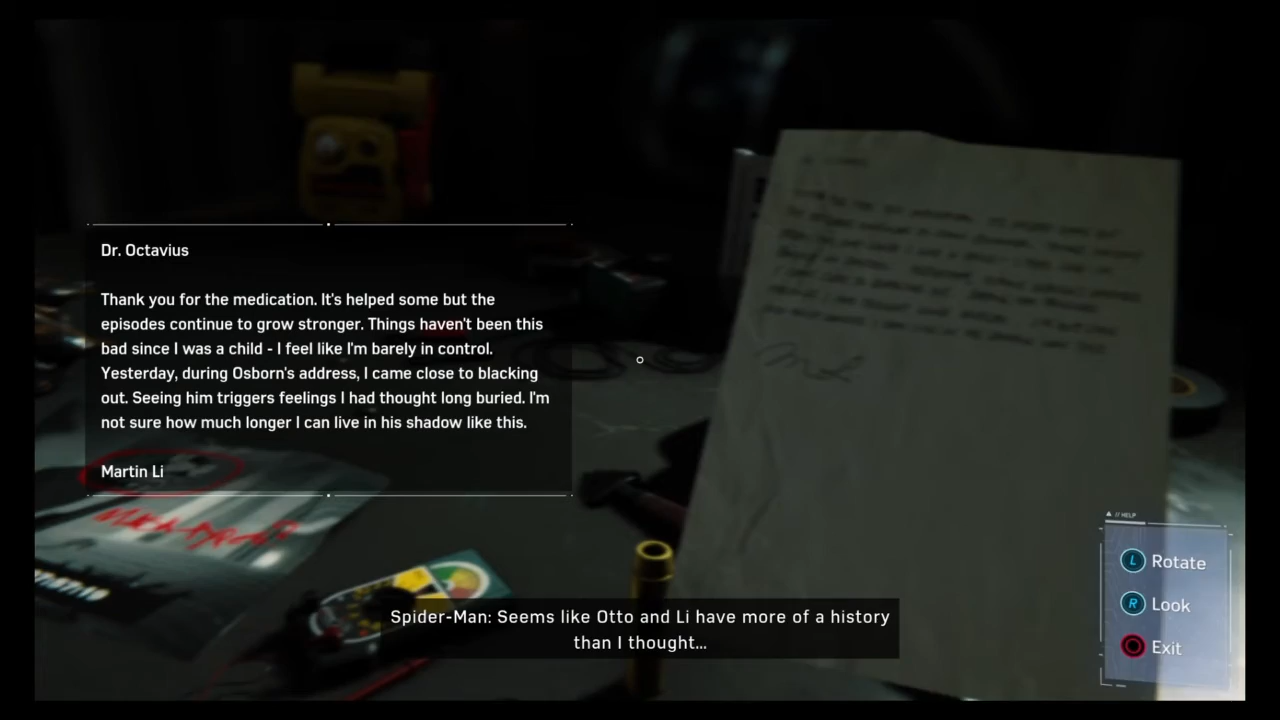 Dr. Octavius
Thank you for the medication. It's helped some but the
episodes continue to grow stronger. Things haven't been this
bad since I was a child - I feel like I'm barely in control.
Yesterday, during Osborn's address, I came close to blacking
out. Seeing him triggers feelings I had thought long buried. I'm
not sure how much longer I can live in his shadow like this.
Martin Li
Spider-Man: Seems like Otto and Li have more of a history
than I thought...
// HELP
L Rotate
R Look
Exit